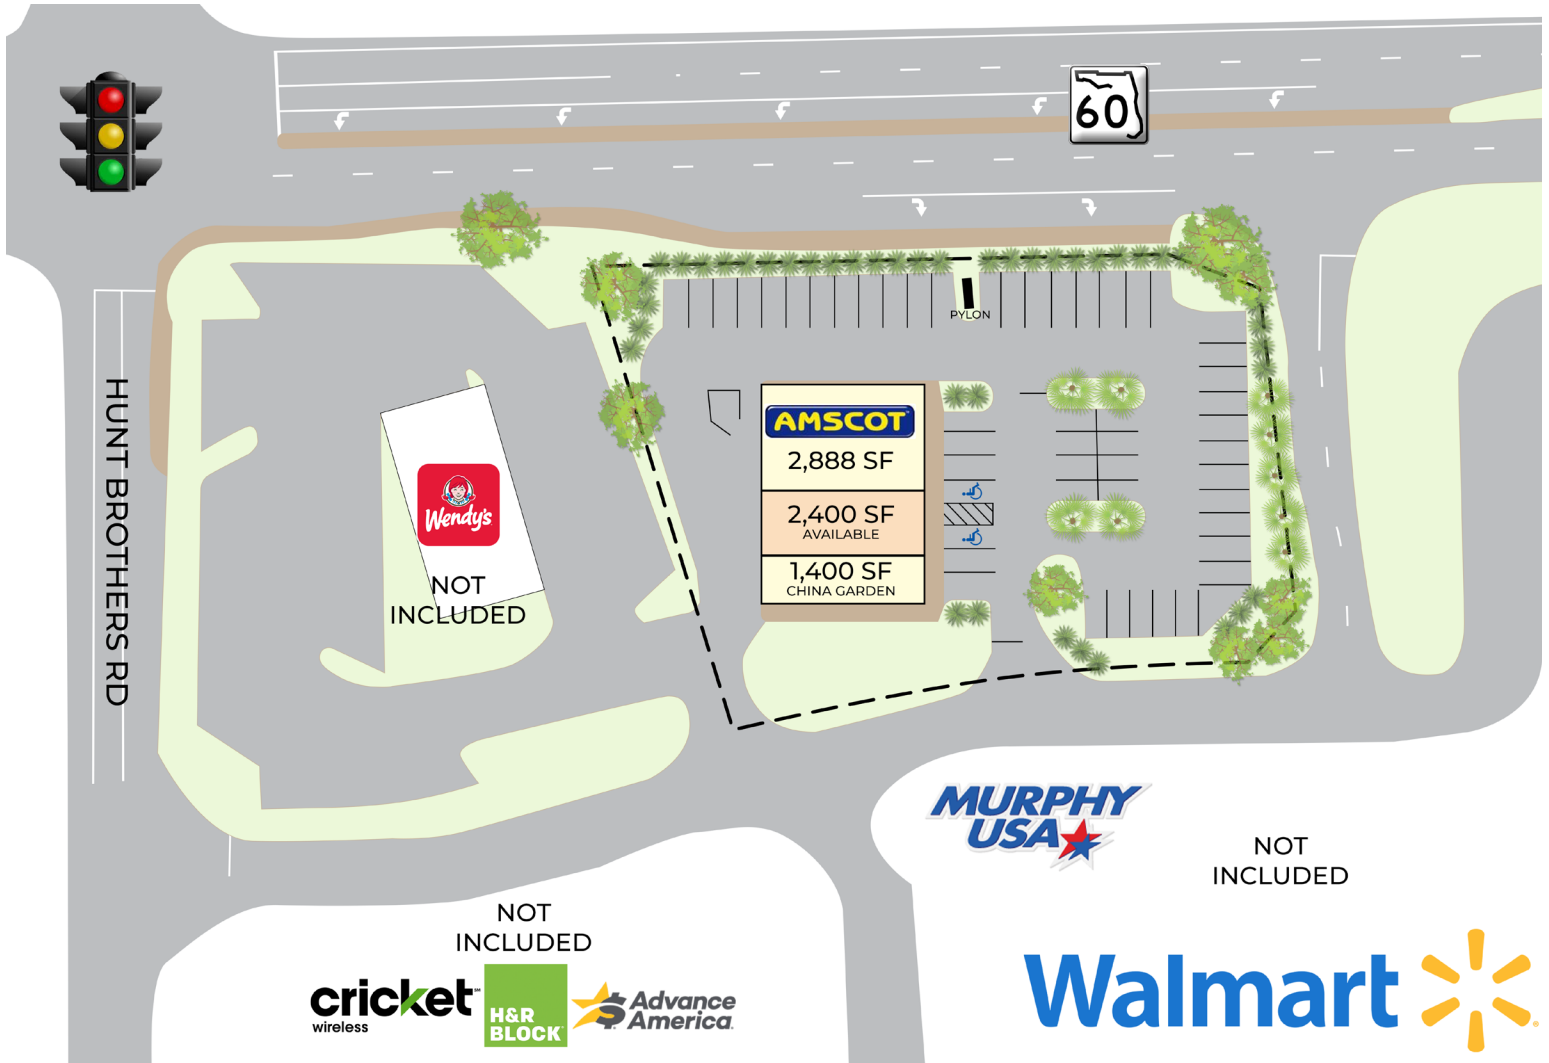 60
PYLON
AMSCOT
2,888 SF
2,400 SF
AVAILABLE
1,400 SF
CHINA GARDEN
Wendy's
NOT
INCLUDED
HUNT BROTHERS RD
MURPHY
USA
NOT
INCLUDED
NOT
INCLUDED
cricket
wireless
H&R
BLOCK
Advance
America
Walmart